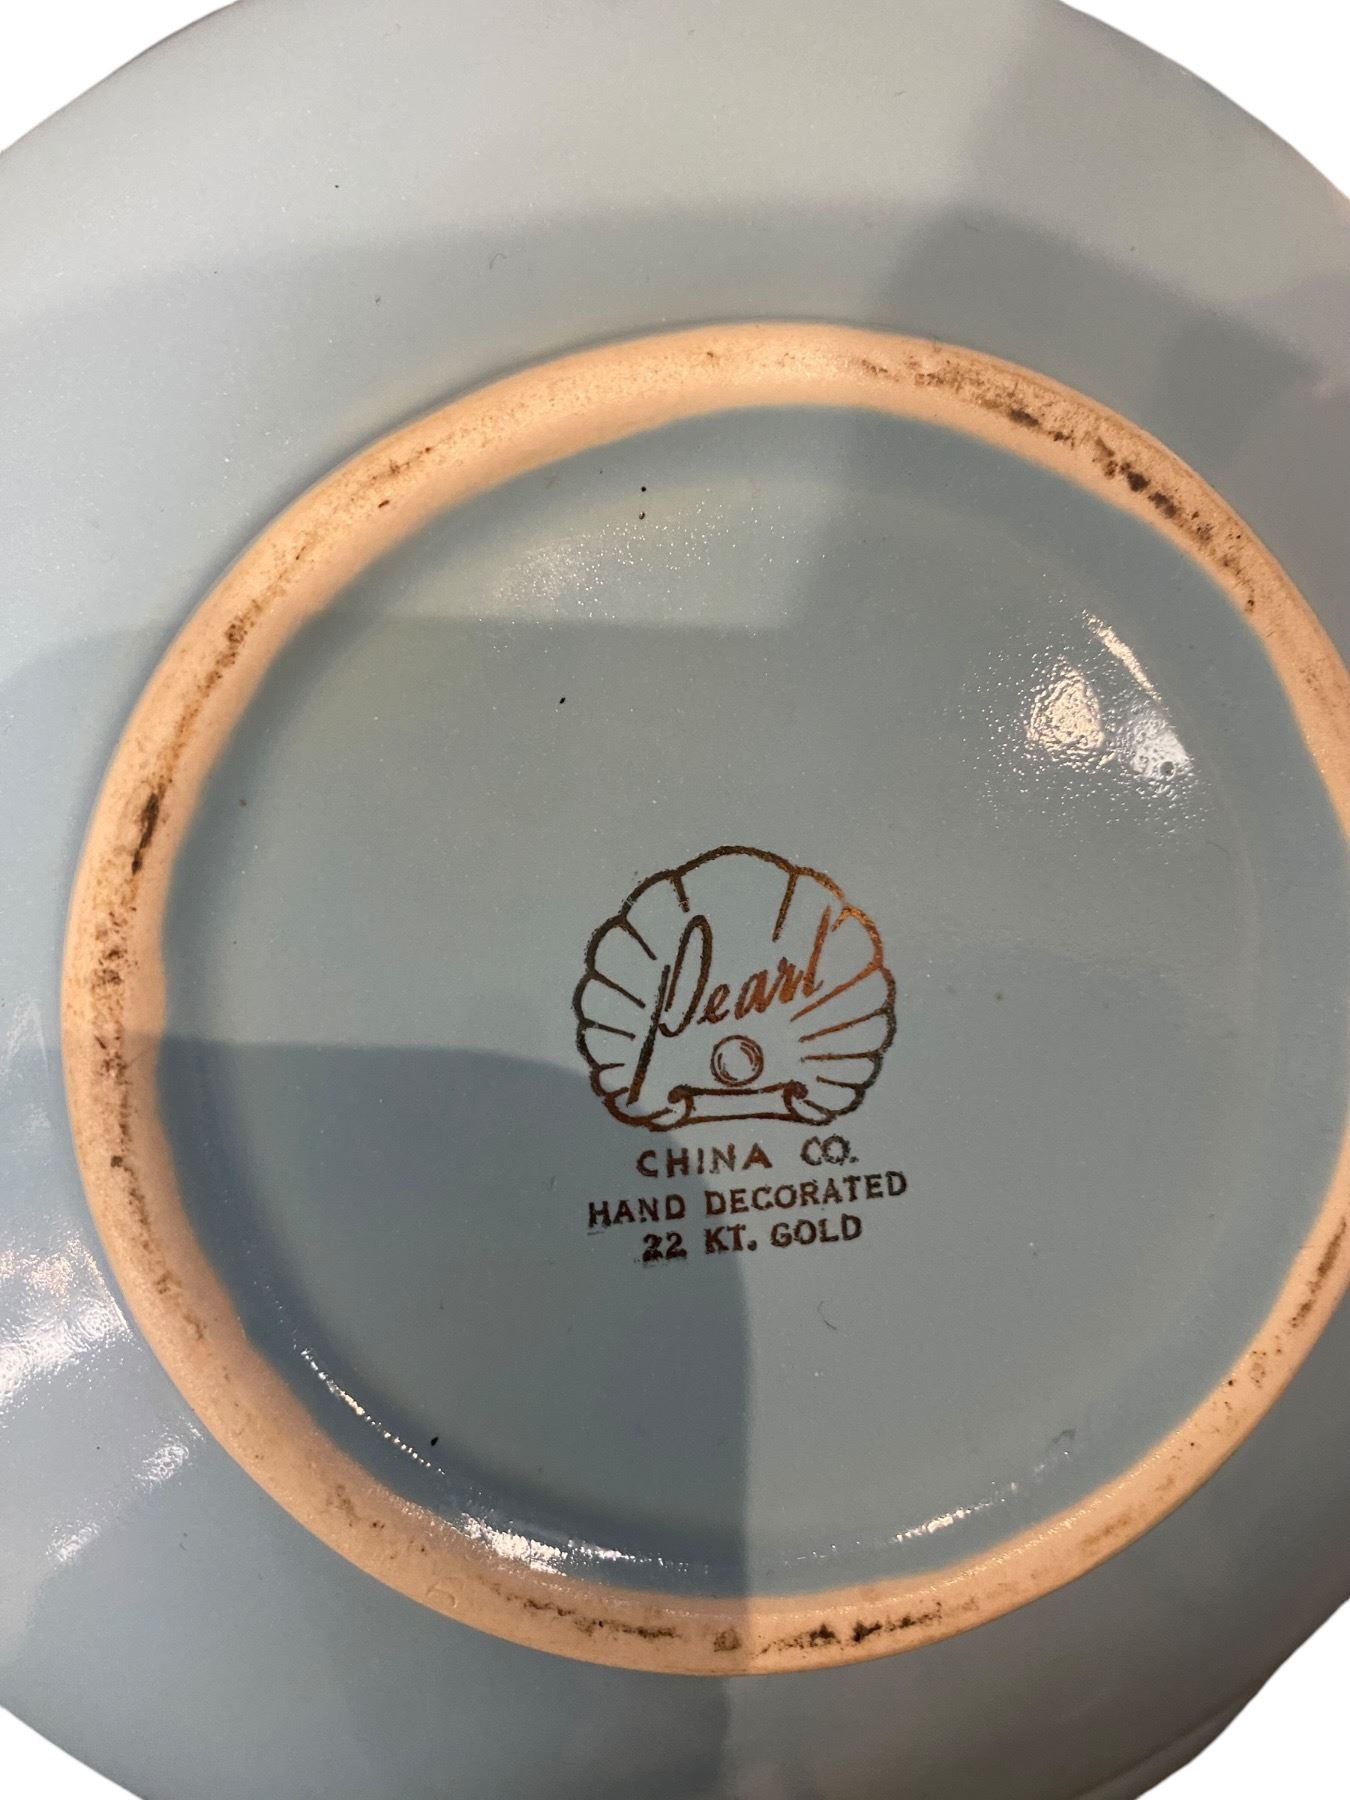 Pearl
CHINA CO.
HAND DECORATED
22 KT. GOLD